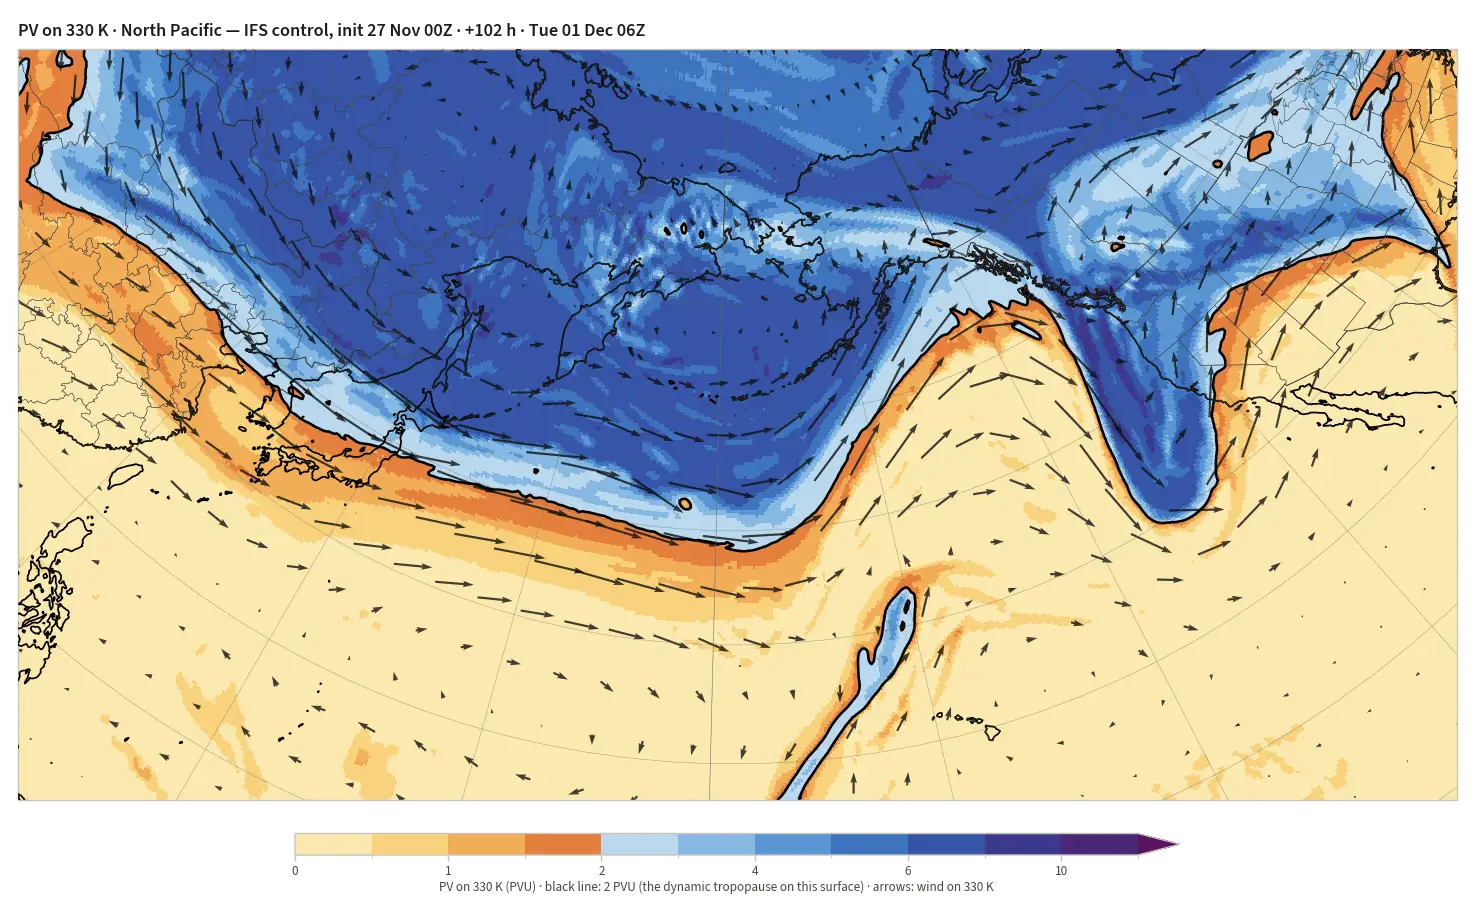 PV on 330 K · North Pacific — IFS control, init 27 Nov 00Z · +102 h · Tue 01 Dec 06Z
0 1 2 4 6 10
PV on 330 K (PVU) · black line: 2 PVU (the dynamic tropopause on this surface) · arrows: wind on 330 K